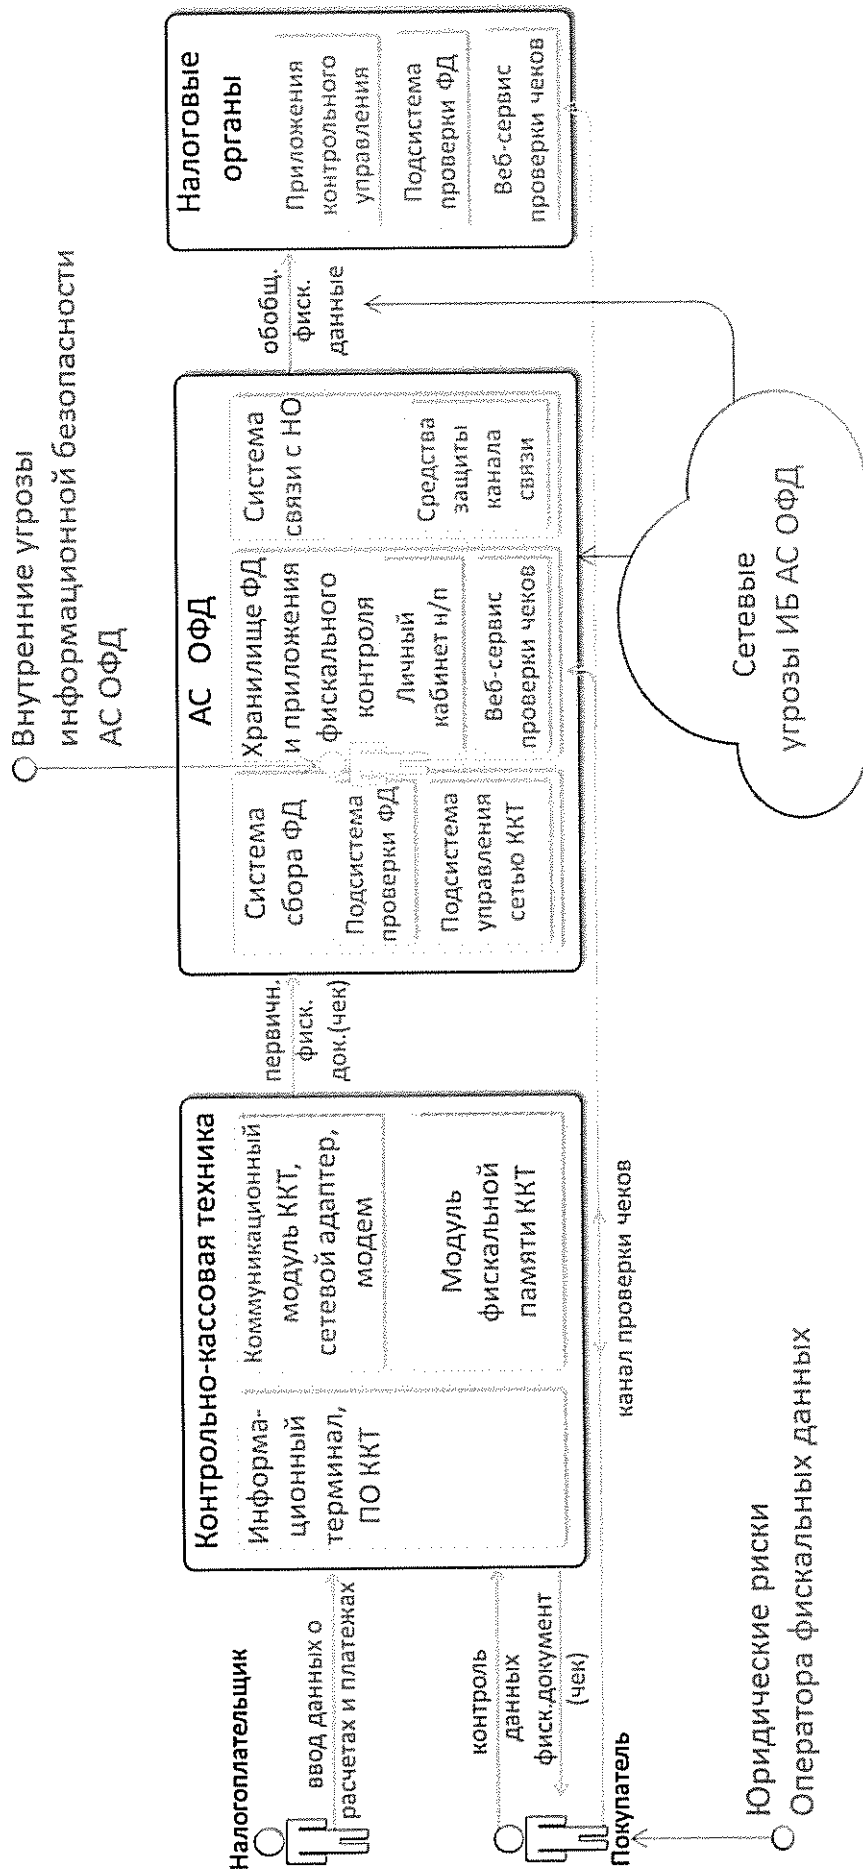 Внутренние угрозы
информационной безопасности
АС ОФД
Налогоплательщик
ввод данных о
расчетах и платежах
контроль
данных
фиск.документ
(чек)
Покупатель
Юридические риски
Оператора фискальных данных
Контрольно-кассовая техника
Информа-
ционный
терминал,
ПО ККТ
Коммуникационный
модуль ККТ,
сетевой адаптер,
модем
Модуль
фискальной
памяти ККТ
канал проверки чеков
первичн.
фиск.
док.(чек)
АС ОФД
Система
сбора ФД
Подсистема
проверки ФД
Подсистема
управления
сетью ККТ
Хранилище ФД
и приложения
фискального
контроля
Личный
кабинет н/п
Веб-сервис
проверки чеков
Система
связи с НО
Средства
защиты
канала
связи
обобщ.
фиск.
данные
Налоговые
органы
Приложения
контрольного
управления
Подсистема
проверки ФД
Веб-сервис
проверки чеков
Сетевые
угрозы ИБ АС ОФД